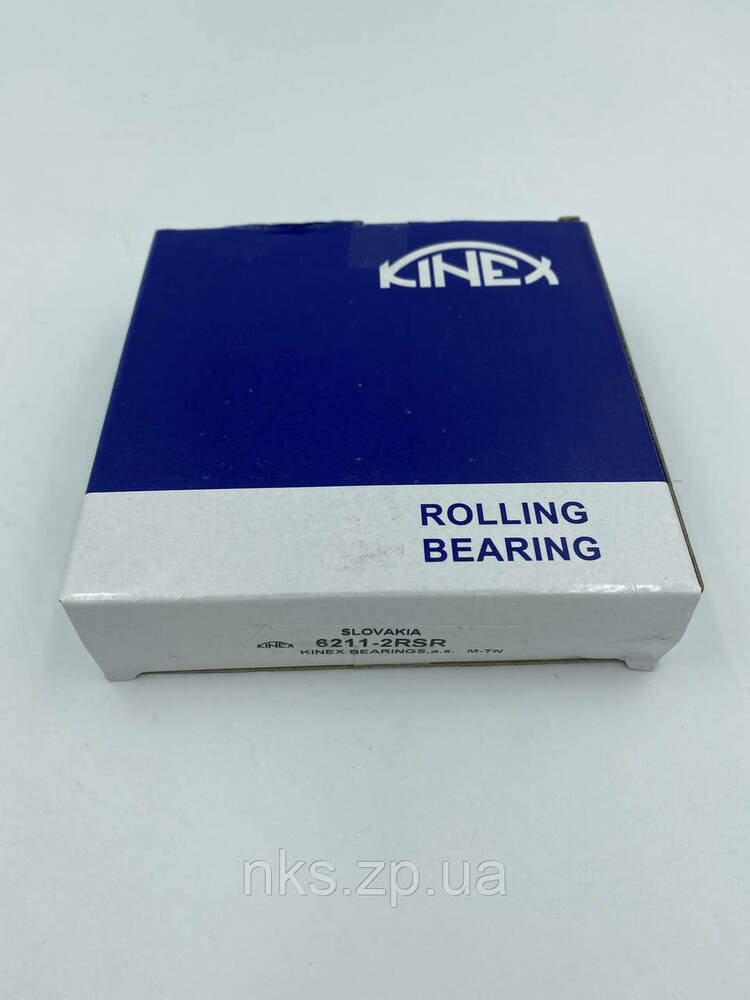 KINEX
ROLLING
BEARING
SLOVAKIA
KINEX 6211-2RSR
KINEX BEARINGS,a.s. M-TN
nks.zp.ua